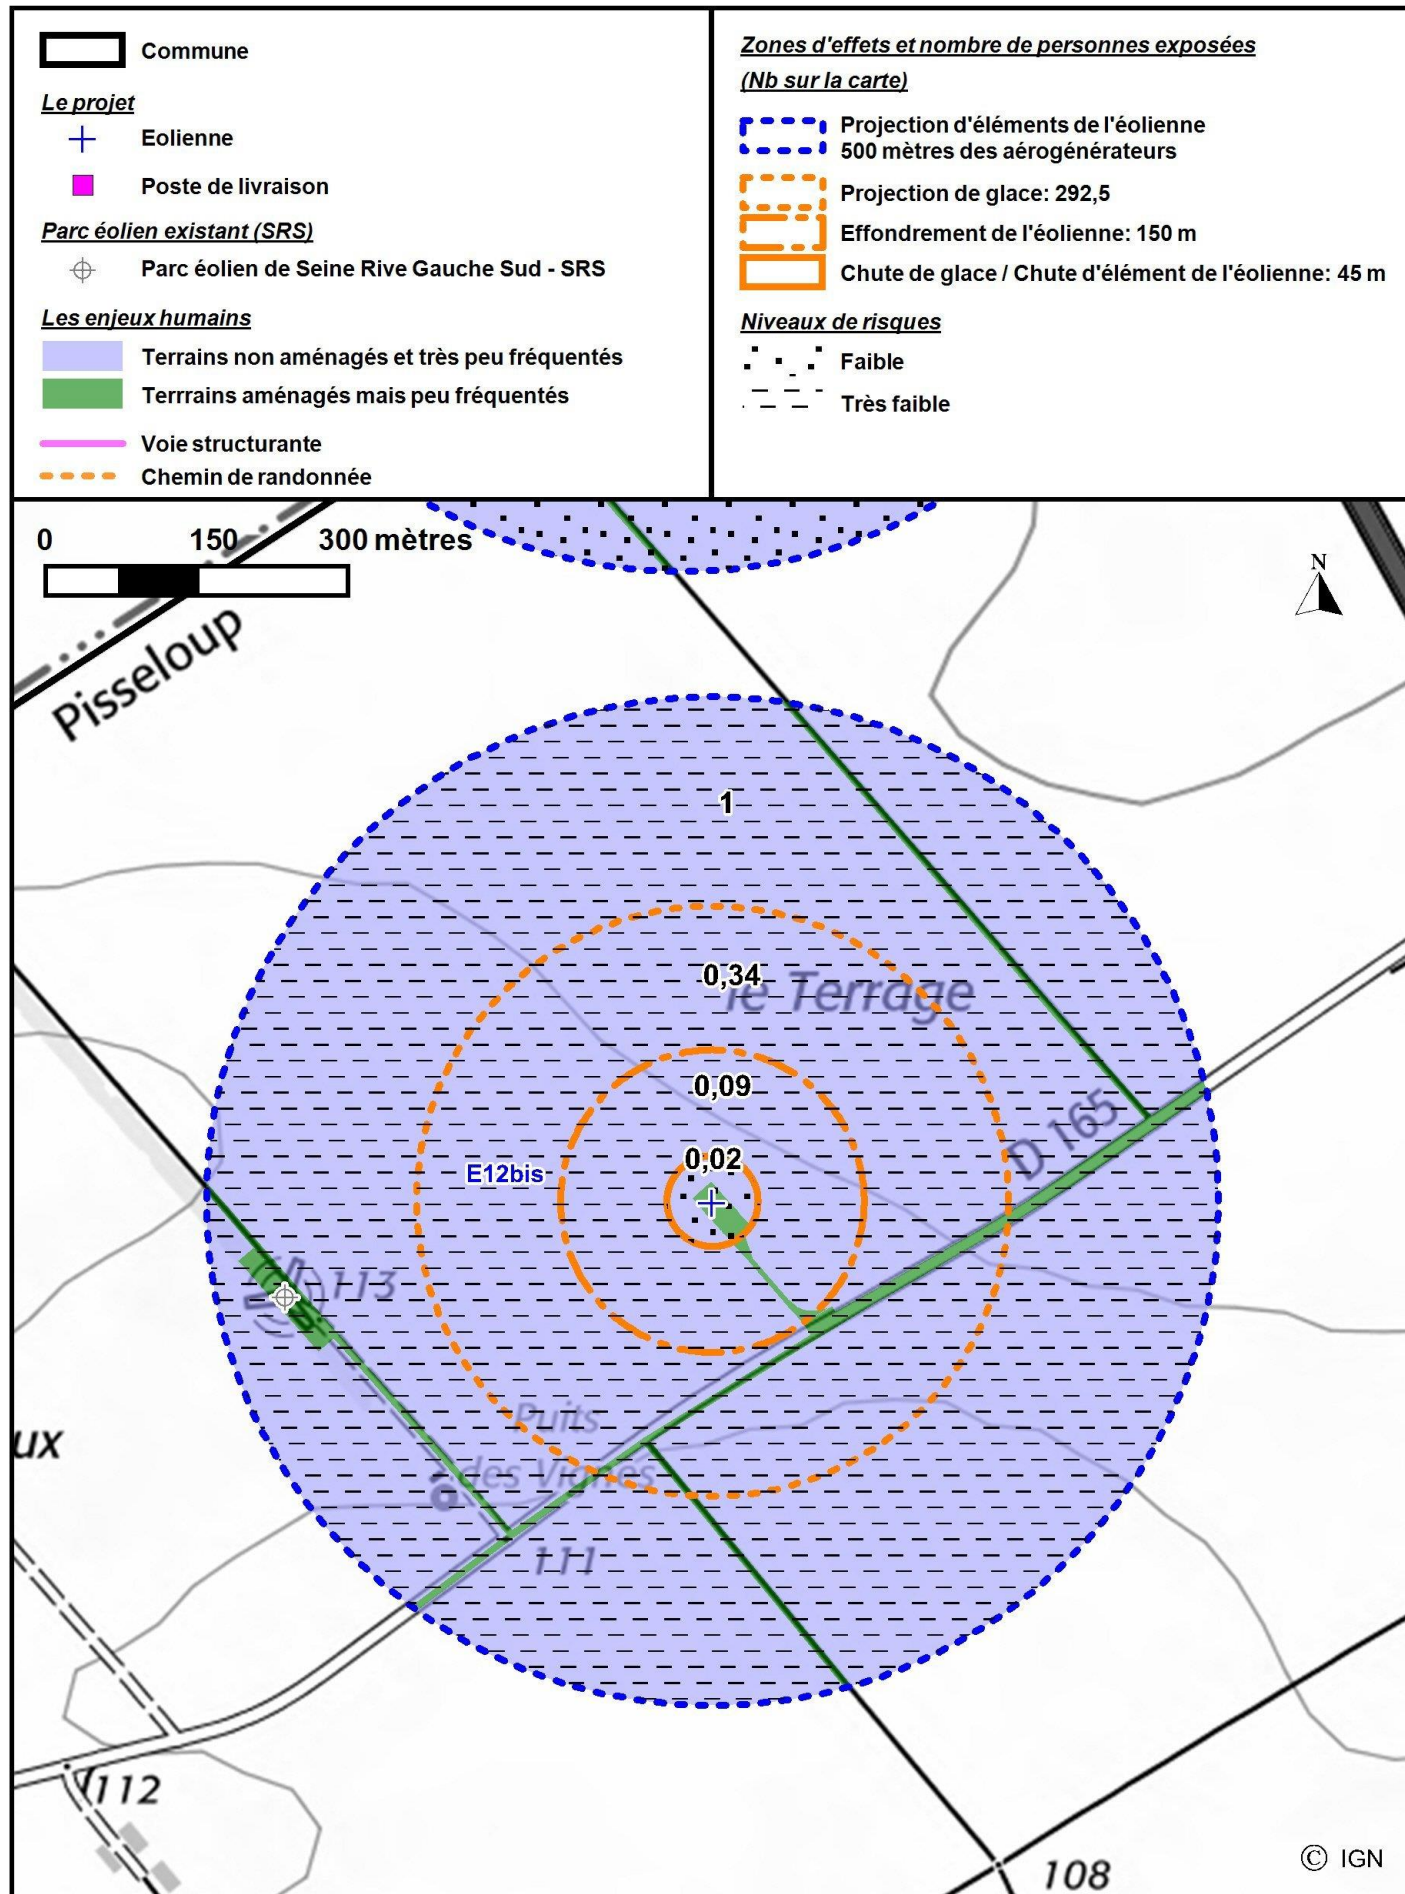 Commune
Le projet
Eolienne
Poste de livraison
Parc éolien existant (SRS)
Parc éolien de Seine Rive Gauche Sud - SRS
Les enjeux humains
Terrains non aménagés et très peu fréquentés
Terrrains aménagés mais peu fréquentés
Voie structurante
Chemin de randonnée
Zones d'effets et nombre de personnes exposées
(Nb sur la carte)
Projection d'éléments de l'éolienne
500 mètres des aérogénérateurs
Projection de glace: 292,5
Effondrement de l'éolienne: 150 m
Chute de glace / Chute d'élément de l'éolienne: 45 m
Niveaux de risques
Faible
Très faible
0 150 300 mètres
N
Pisseloup
1
0,34
le Terrage
0,09
D 165
0,02
E12bis
113
Puits
ux
des Vignes
111
112
108
© IGN